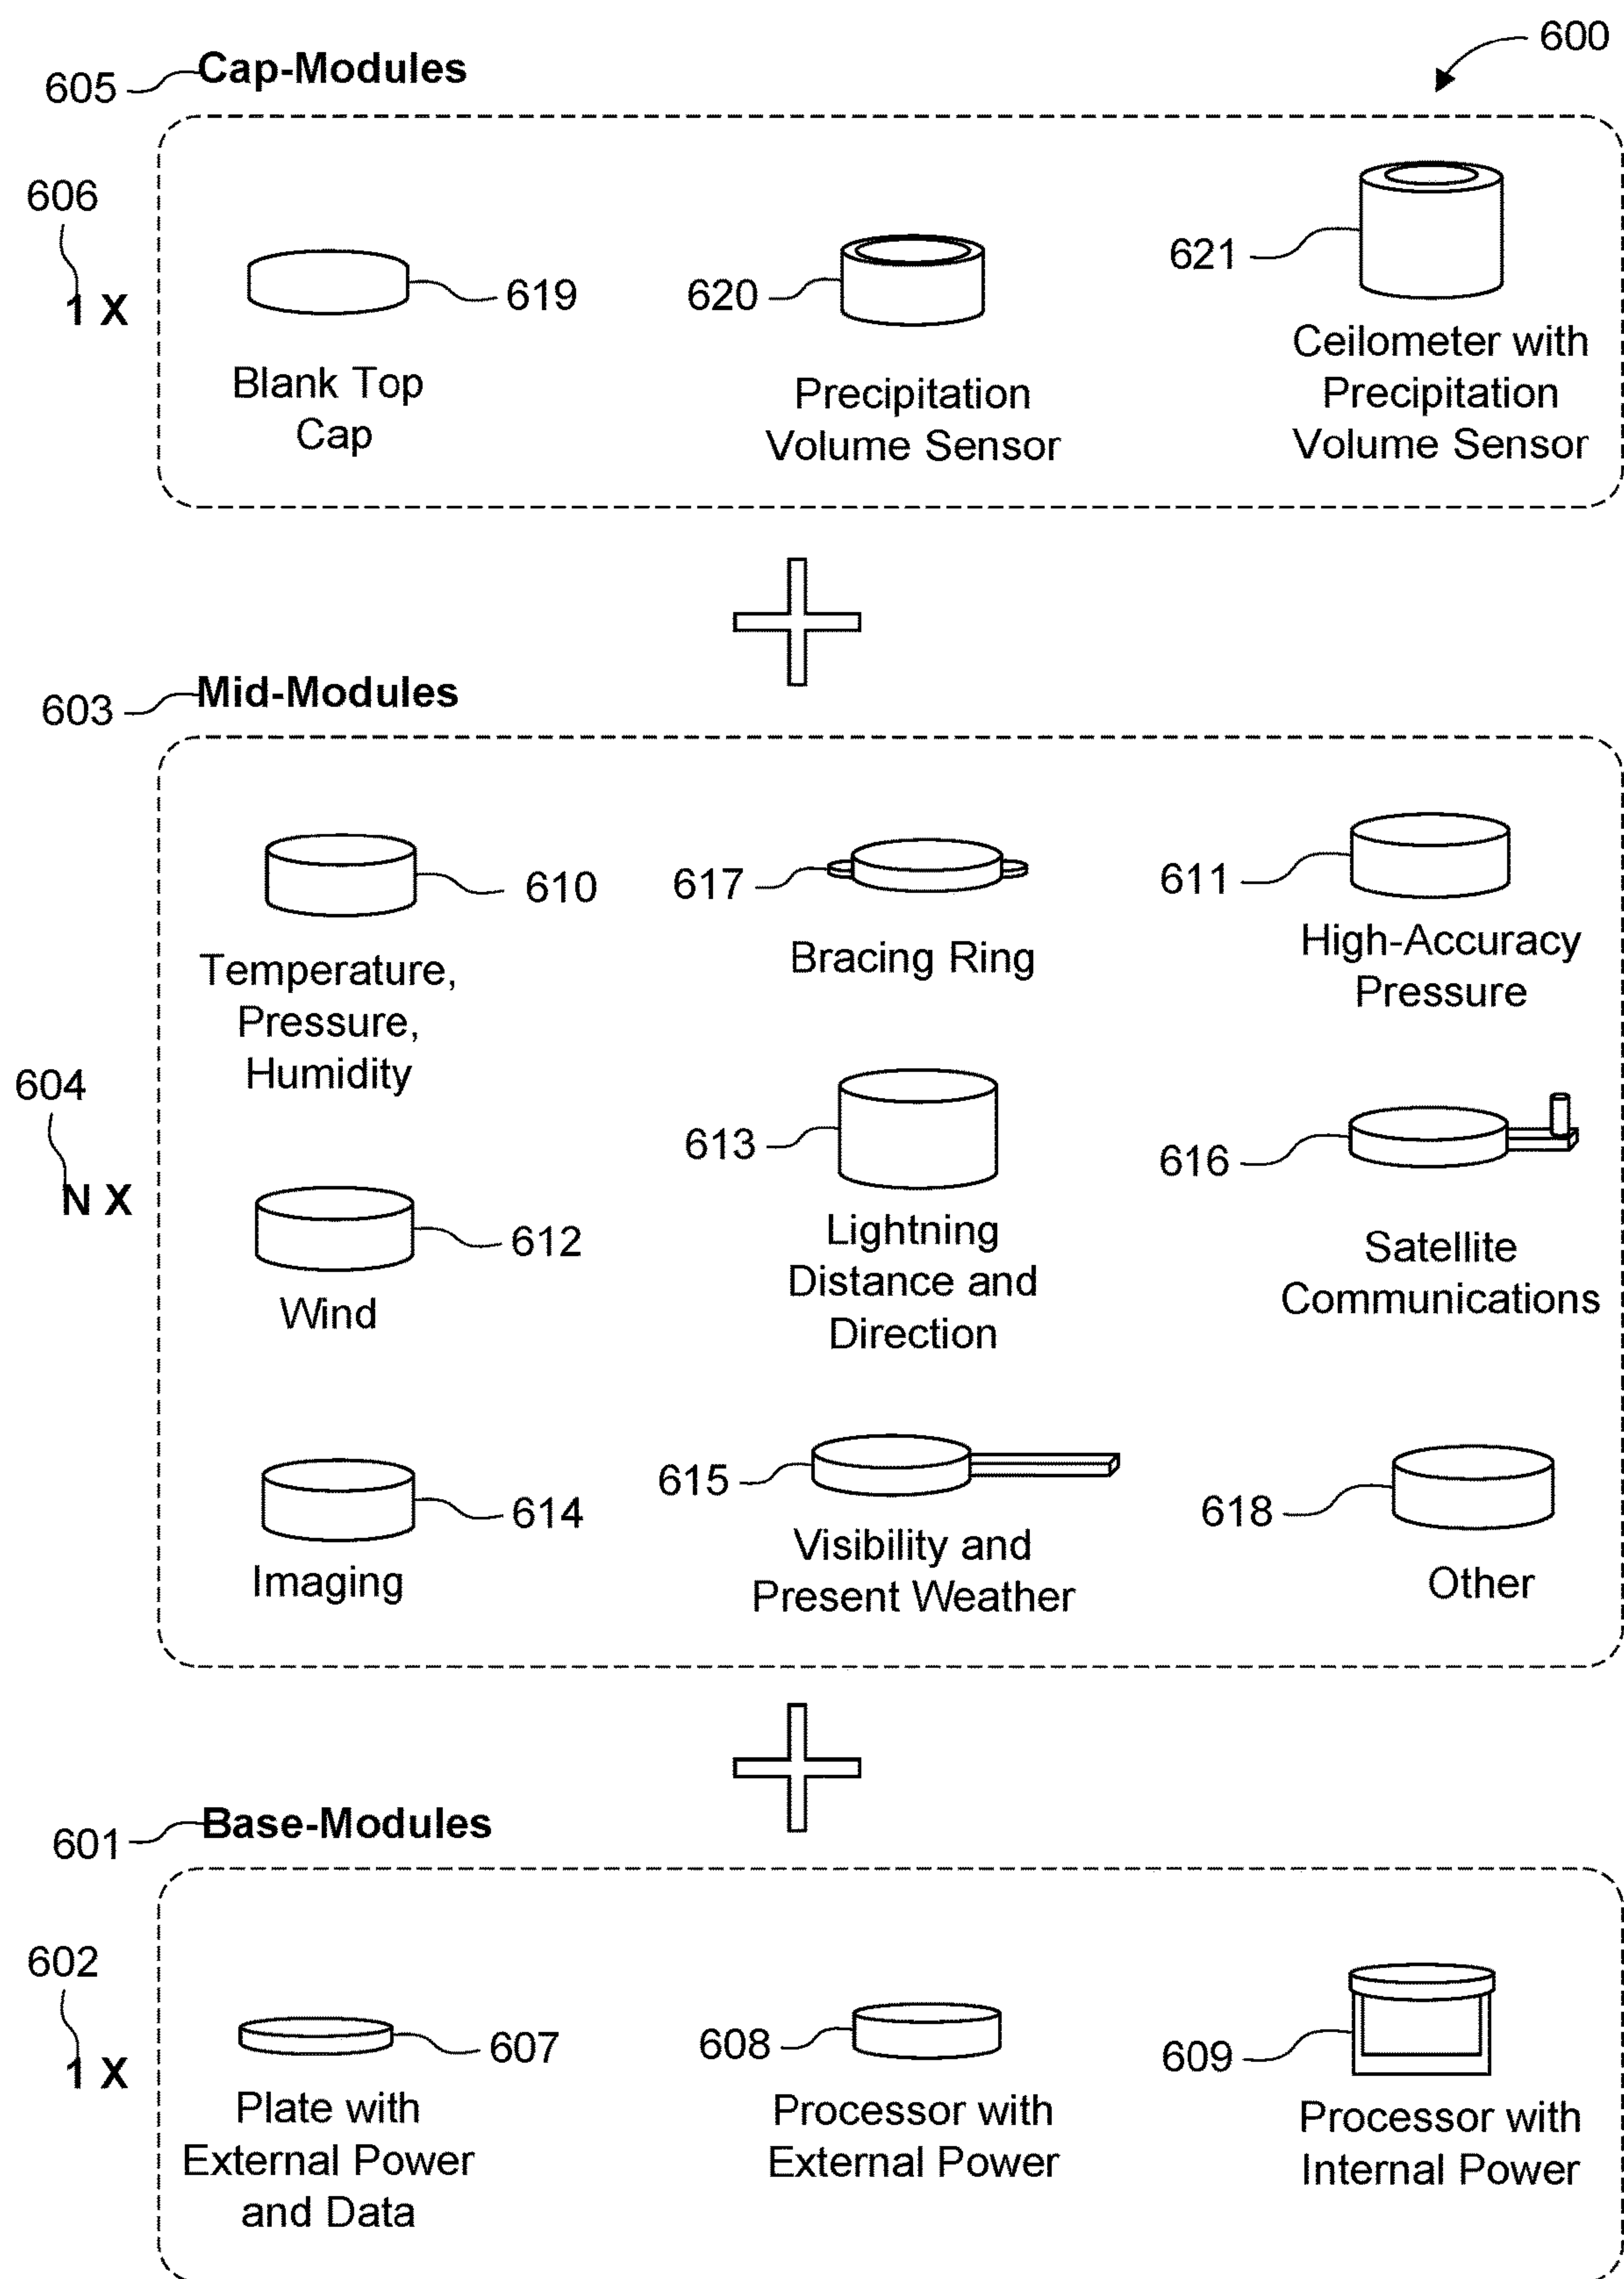 600
605 Cap-Modules
606
1 X
619
620
621
Blank Top
Cap
Precipitation
Volume Sensor
Ceilometer with
Precipitation
Volume Sensor
603 Mid-Modules
604
N X
610
617
611
Temperature,
Pressure,
Humidity
Bracing Ring
High-Accuracy
Pressure
612
613
616
Wind
Lightning
Distance and
Direction
Satellite
Communications
614
615
618
Imaging
Visibility and
Present Weather
Other
601 Base-Modules
602
1 X
607
608
609
Plate with
External Power
and Data
Processor with
External Power
Processor with
Internal Power